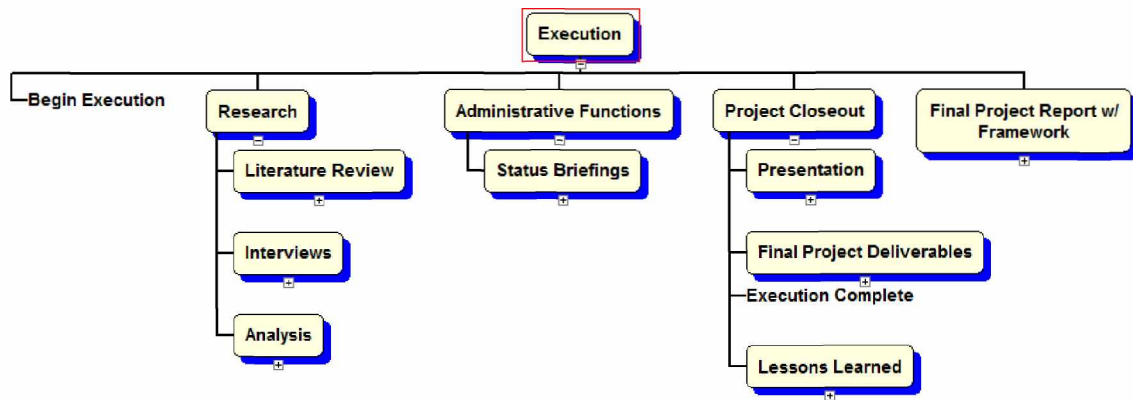 Execution
Begin Execution
Research
Administrative Functions
Project Closeout
Final Project Report w/
Framework
Literature Review
Status Briefings
Presentation
Interviews
Final Project Deliverables
Execution Complete
Analysis
Lessons Learned